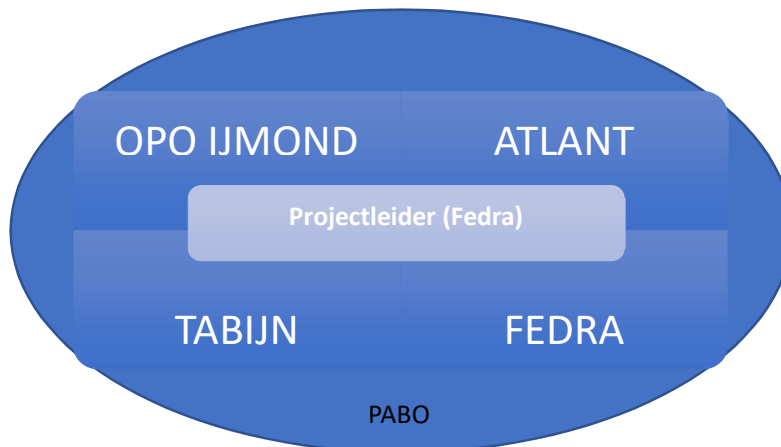 OPO IJMOND
ATLANT
Projectleider (Fedra)
TABIJN
FEDRA
PABO